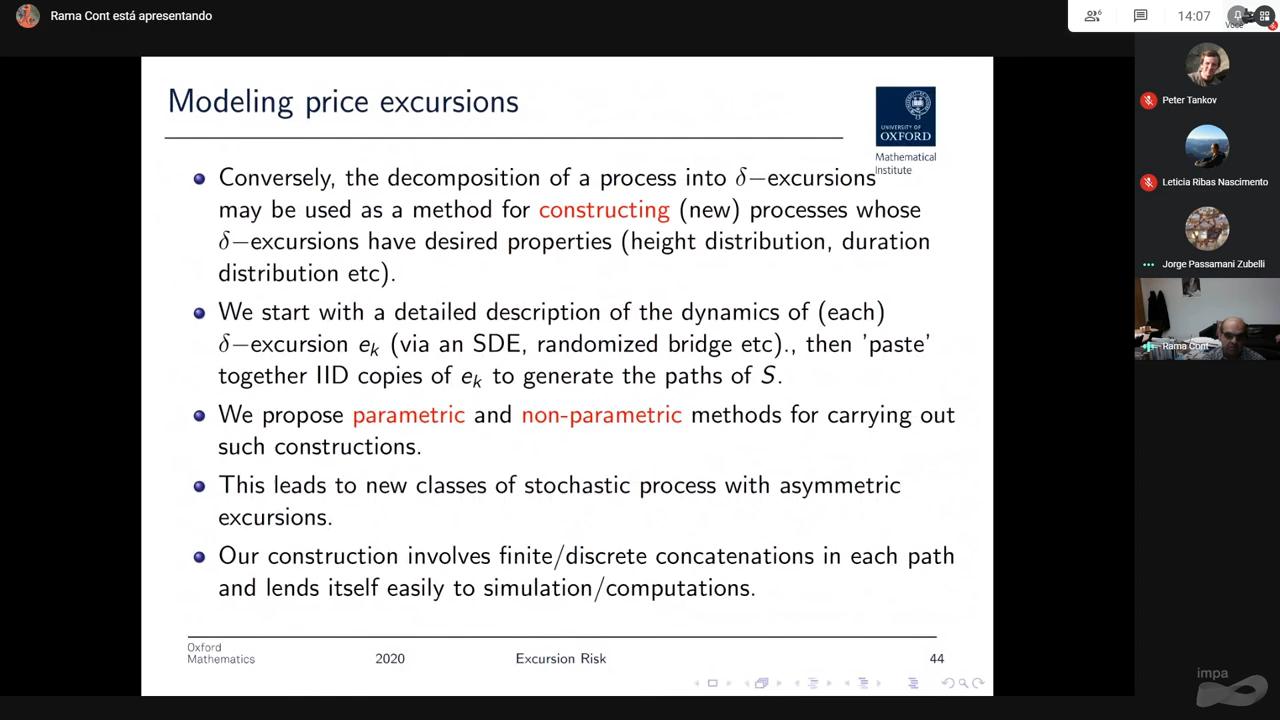 Rama Cont está apresentando
6
14:07
Você
Modeling price excursions
UNIVERSITY OF
OXFORD
Mathematical
Institute
Conversely, the decomposition of a process into δ−excursions
may be used as a method for constructing (new) processes whose
δ−excursions have desired properties (height distribution, duration
distribution etc).
We start with a detailed description of the dynamics of (each)
δ−excursion eₖ (via an SDE, randomized bridge etc)., then 'paste'
together IID copies of eₖ to generate the paths of S.
We propose parametric and non-parametric methods for carrying out
such constructions.
This leads to new classes of stochastic process with asymmetric
excursions.
Our construction involves finite/discrete concatenations in each path
and lends itself easily to simulation/computations.
Oxford
Mathematics
2020
Excursion Risk
44
Peter Tankov
Leticia Ribas Nascimento
Jorge Passamani Zubelli
Rama Cont
impa